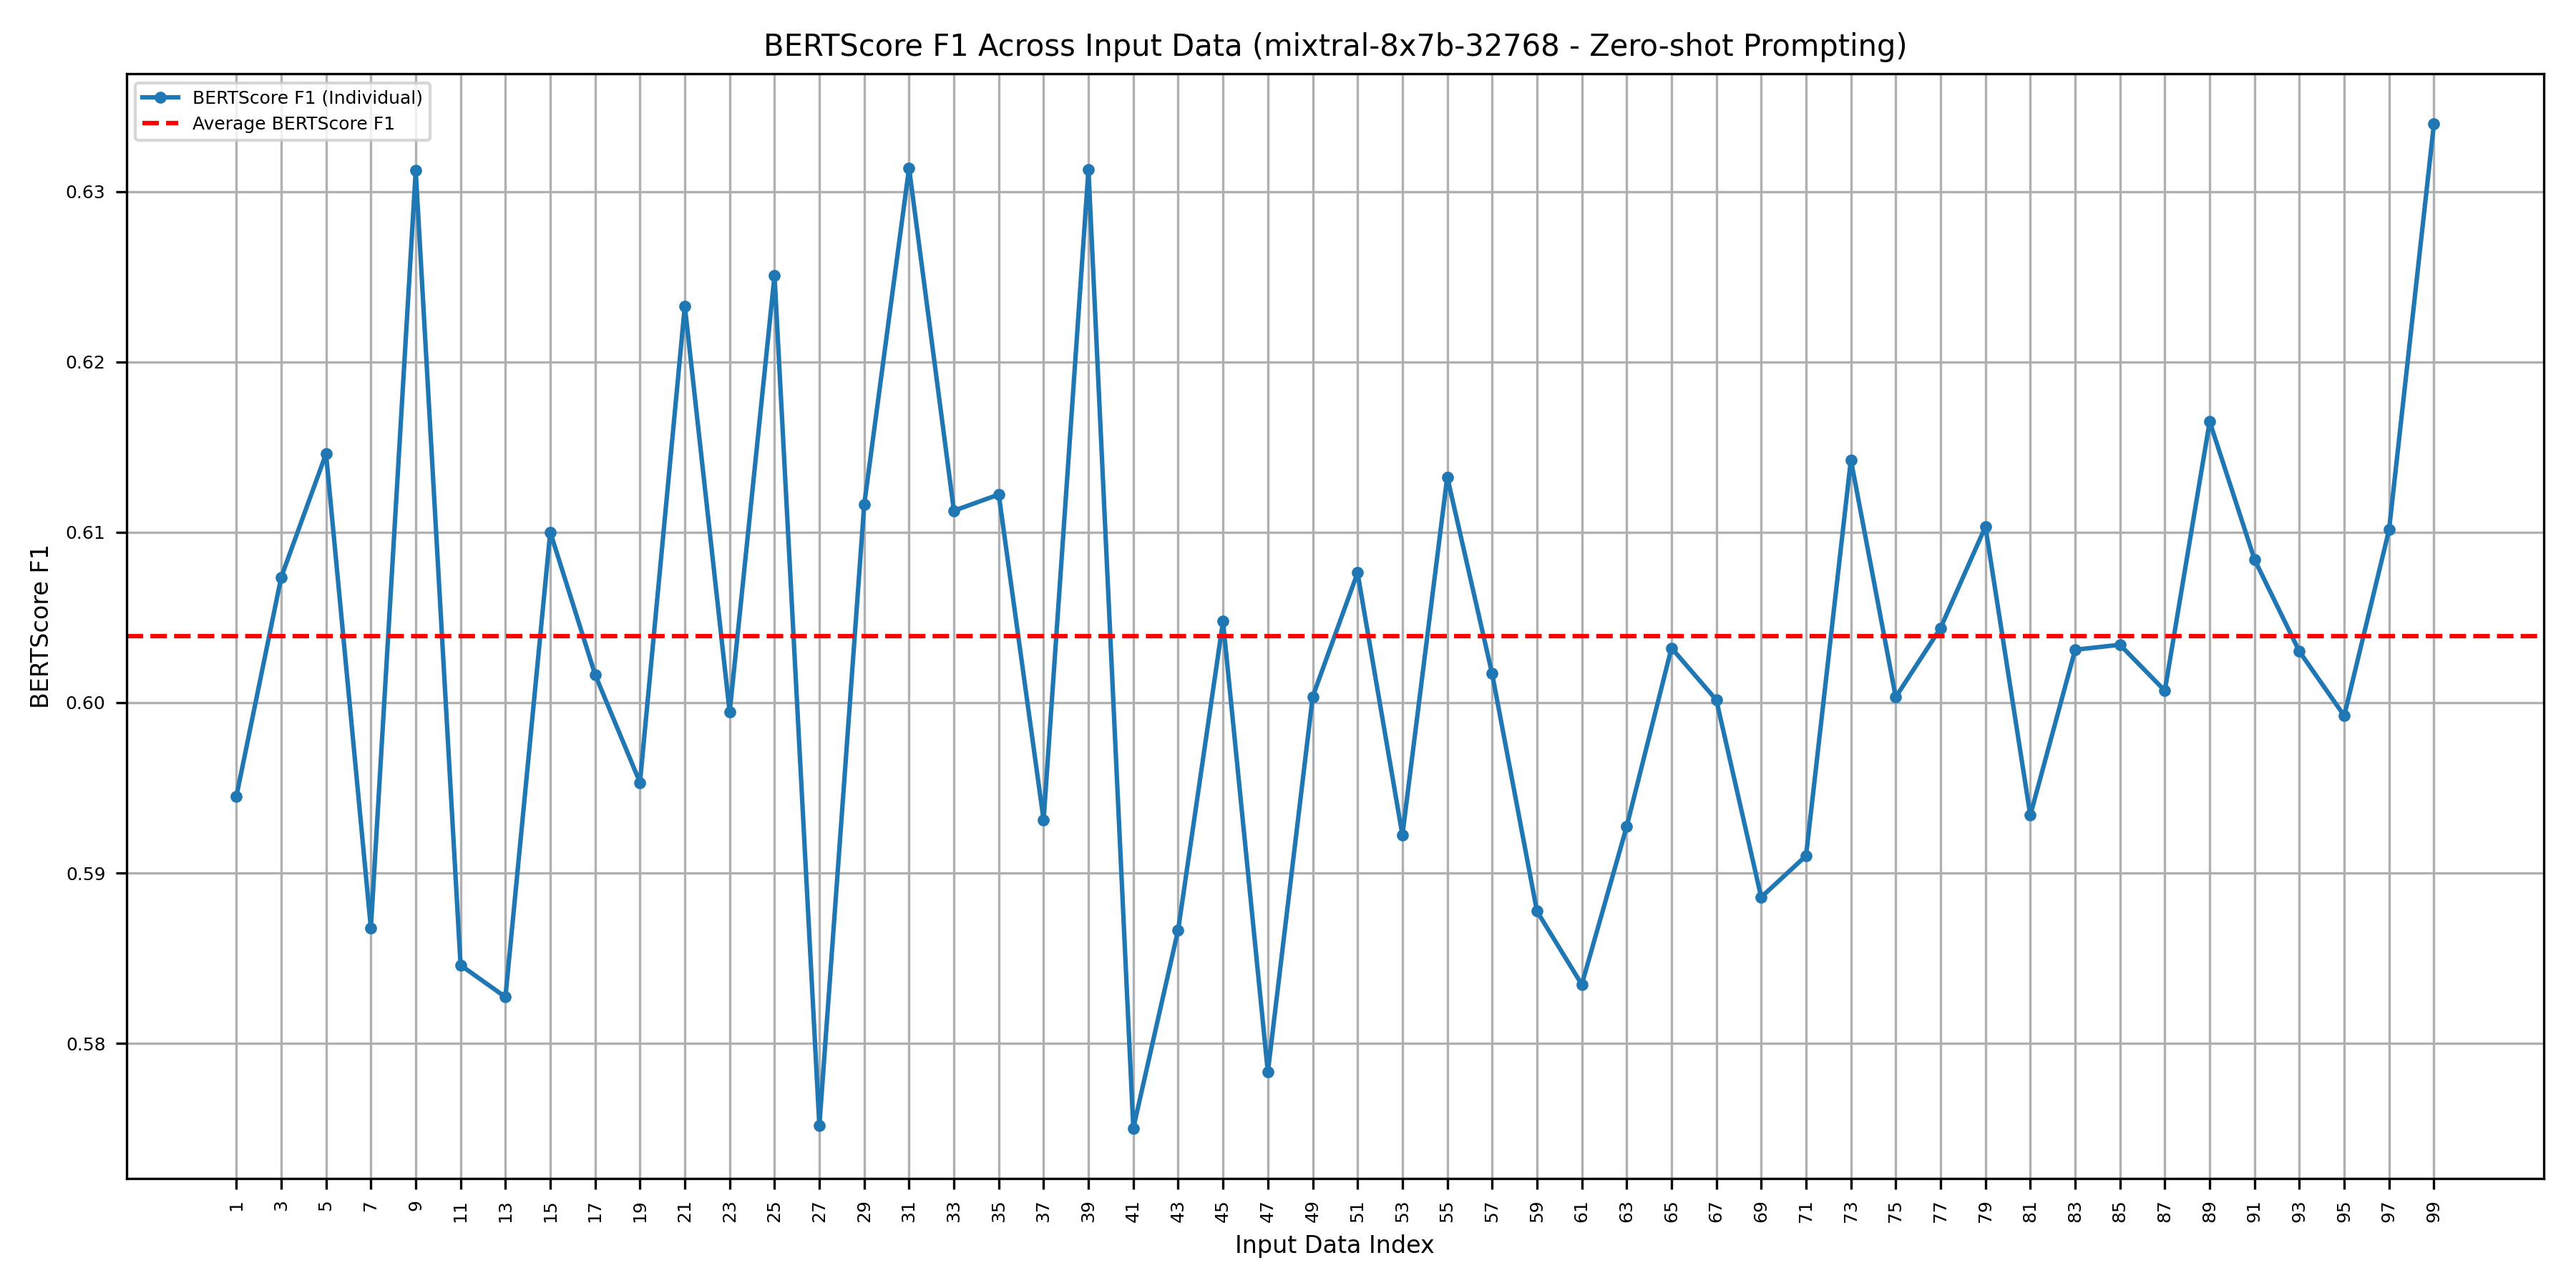 BERTScore F1 Across Input Data (mixtral-8x7b-32768 - Zero-shot Prompting)
BERTScore F1 (Individual)
Average BERTScore F1
BERTScore F1
0.63
0.62
0.61
0.60
0.59
0.58
1 3 5 7 9 11 13 15 17 19 21 23 25 27 29 31 33 35 37 39 41 43 45 47 49 51 53 55 57 59 61 63 65 67 69 71 73 75 77 79 81 83 85 87 89 91 93 95 97 99
Input Data Index